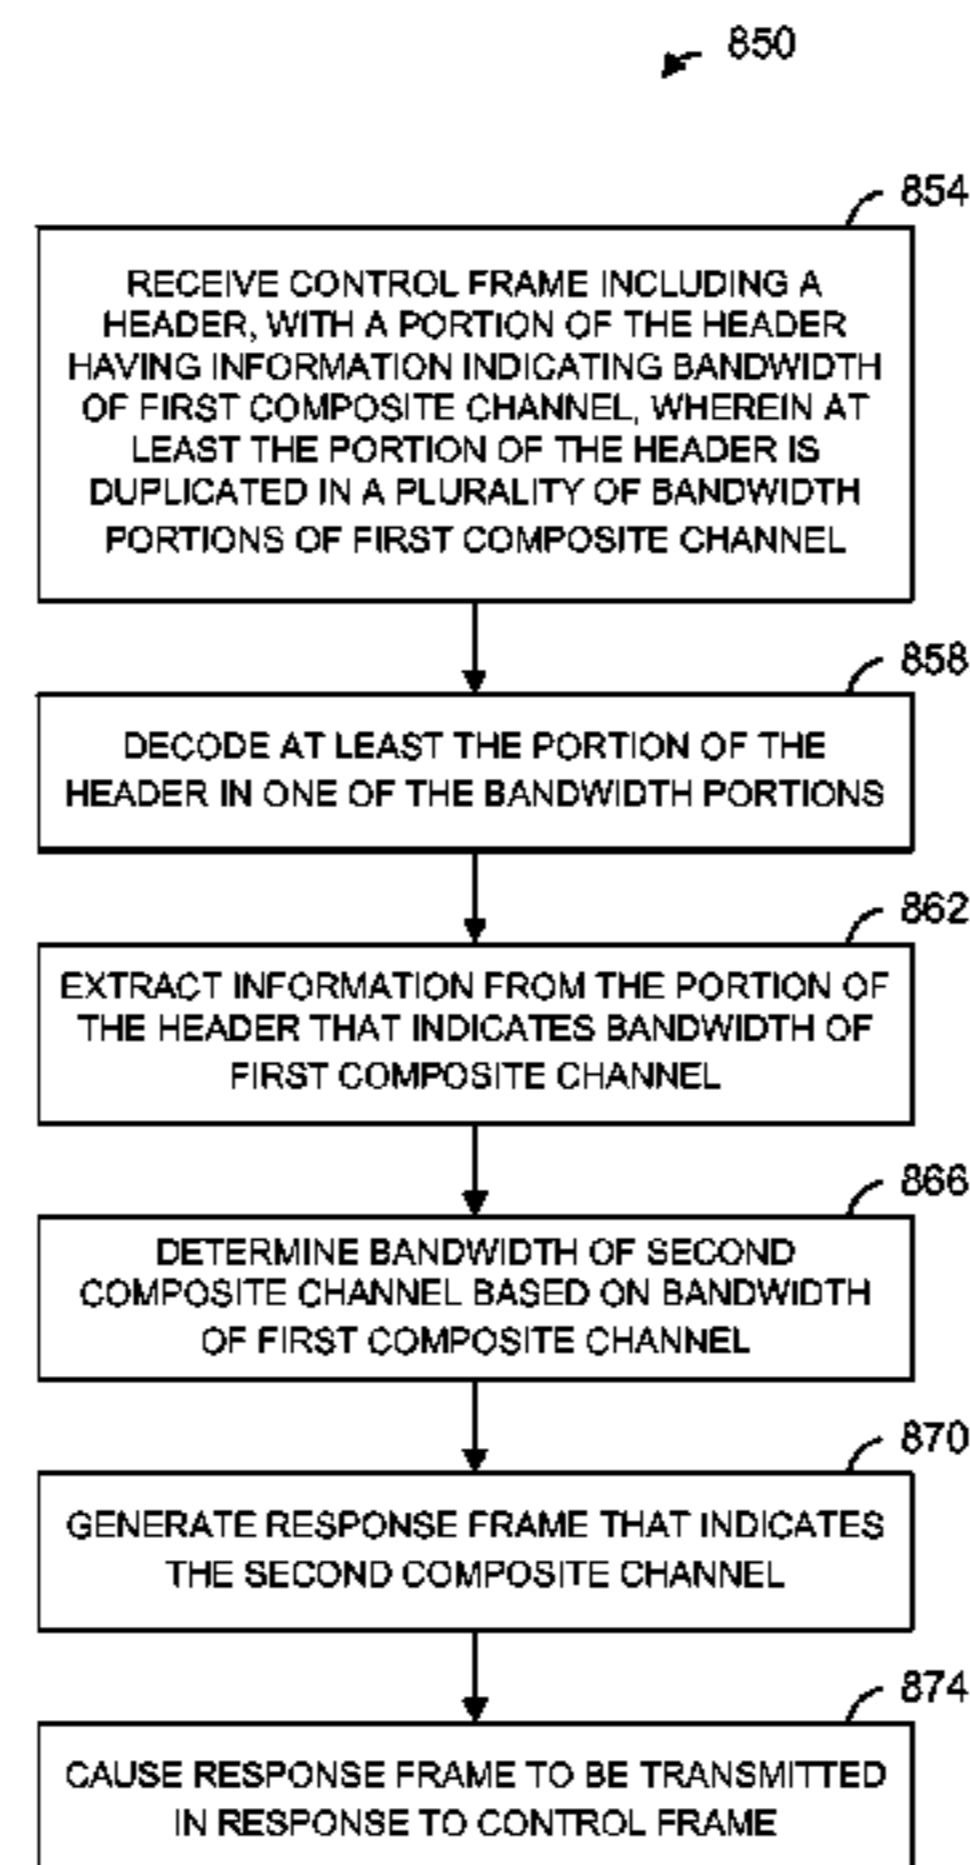 850
854
RECEIVE CONTROL FRAME INCLUDING A
HEADER, WITH A PORTION OF THE HEADER
HAVING INFORMATION INDICATING BANDWIDTH
OF FIRST COMPOSITE CHANNEL, WHEREIN AT
LEAST THE PORTION OF THE HEADER IS
DUPLICATED IN A PLURALITY OF BANDWIDTH
PORTIONS OF FIRST COMPOSITE CHANNEL
858
DECODE AT LEAST THE PORTION OF THE
HEADER IN ONE OF THE BANDWIDTH PORTIONS
862
EXTRACT INFORMATION FROM THE PORTION OF
THE HEADER THAT INDICATES BANDWIDTH OF
FIRST COMPOSITE CHANNEL
866
DETERMINE BANDWIDTH OF SECOND
COMPOSITE CHANNEL BASED ON BANDWIDTH
OF FIRST COMPOSITE CHANNEL
870
GENERATE RESPONSE FRAME THAT INDICATES
THE SECOND COMPOSITE CHANNEL
874
CAUSE RESPONSE FRAME TO BE TRANSMITTED
IN RESPONSE TO CONTROL FRAME